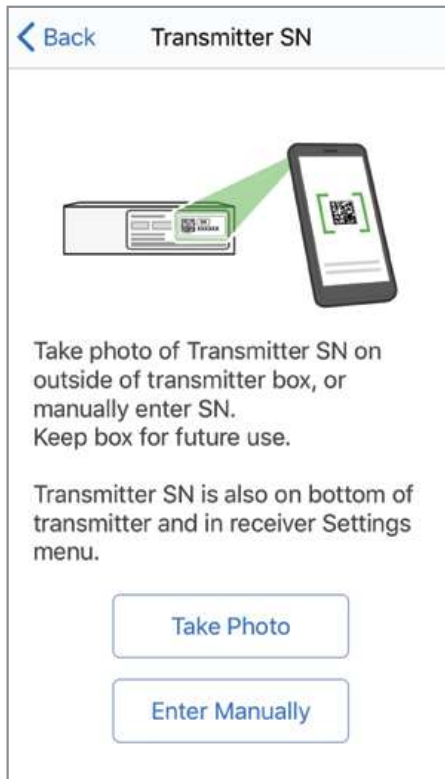 Back
Transmitter SN
SN
XXXXXX
Take photo of Transmitter SN on
outside of transmitter box, or
manually enter SN.
Keep box for future use.
Transmitter SN is also on bottom of
transmitter and in receiver Settings
menu.
Take Photo
Enter Manually